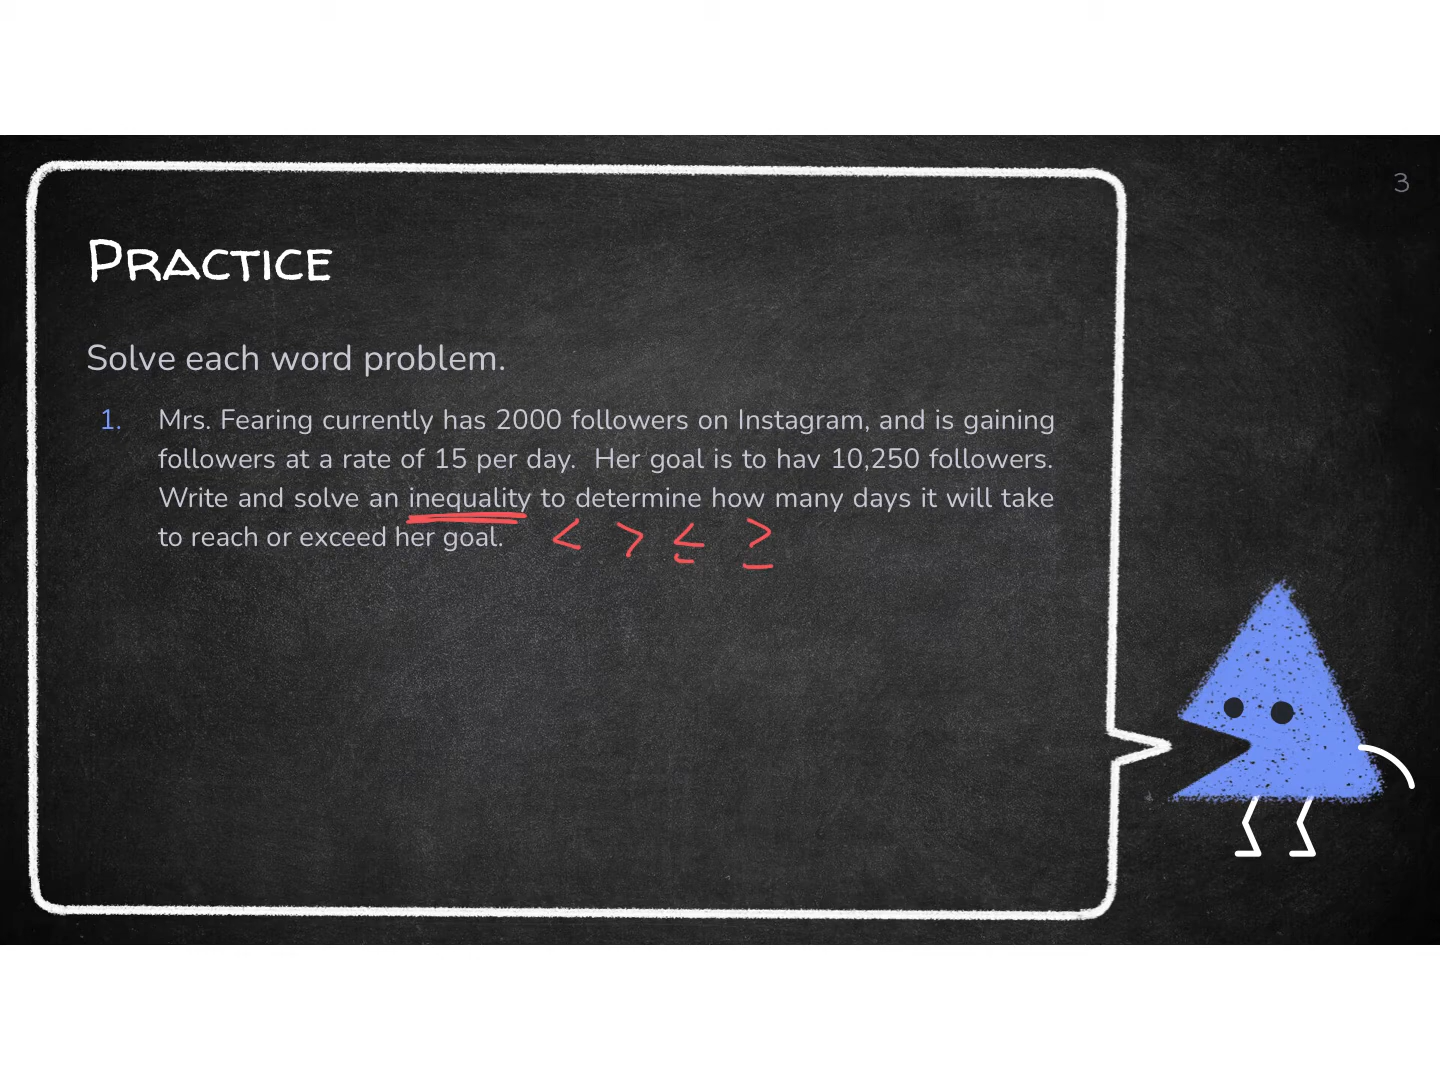 3
PRACTICE
Solve each word problem.
1. Mrs. Fearing currently has 2000 followers on Instagram, and is gaining
followers at a rate of 15 per day. Her goal is to hav 10,250 followers.
Write and solve an inequality to determine how many days it will take
to reach or exceed her goal. < > ≤ ≥